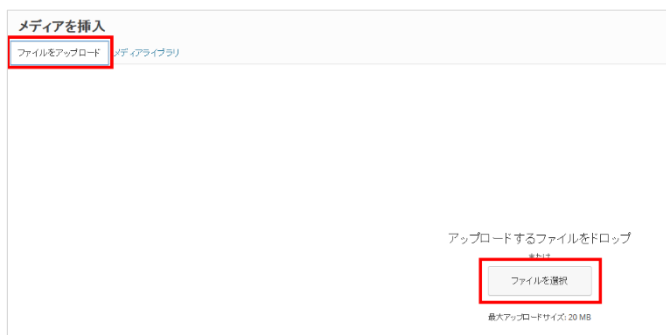 メディアを挿入
ファイルをアップロード メディアライブラリ
アップロードするファイルをドロップ
または
ファイルを選択
最大アップロードサイズ: 20 MB